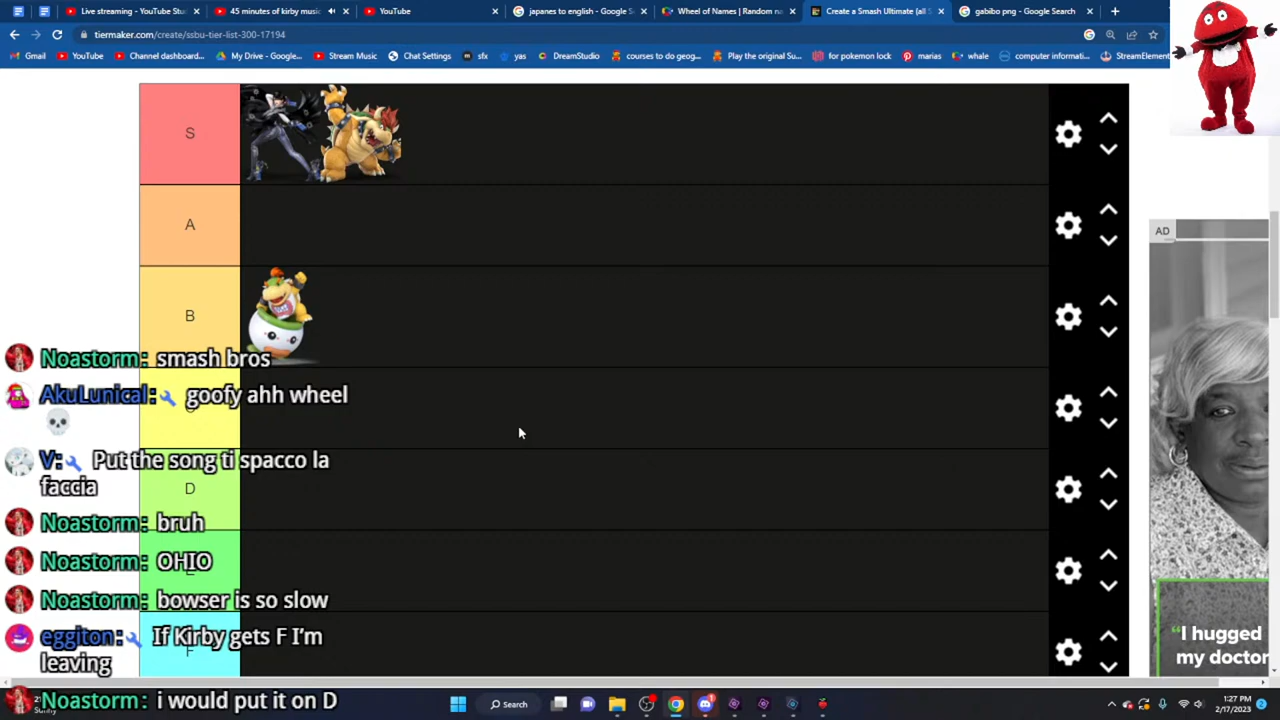 Live streaming - YouTube Stu
45 minutes of kirby music
YouTube
japanes to english - Google S
Wheel of Names | Random na
Create a Smash Ultimate (all S
gabibo png - Google Search
tiermaker.com/create/ssbu-tier-list-300-17194
Gmail
YouTube
Channel dashboard...
My Drive - Google...
Stream Music
Chat Settings
sfx
yas
DreamStudio
courses to do geog...
Play the original Su...
for pokemon lock
marias
whale
computer informati...
StreamElement
S
A
AD
B
Noastorm: smash bros
AkuLunical: goofy ahh wheel
V: Put the song ti spacco la
faccia
D
Noastorm: bruh
Noastorm: OHIO
Noastorm: bowser is so slow
eggiton: If Kirby gets F I'm
leaving
F
"I hugged
my doctor
Noastorm: i would put it on D
Search
1:27 PM
2/17/2023